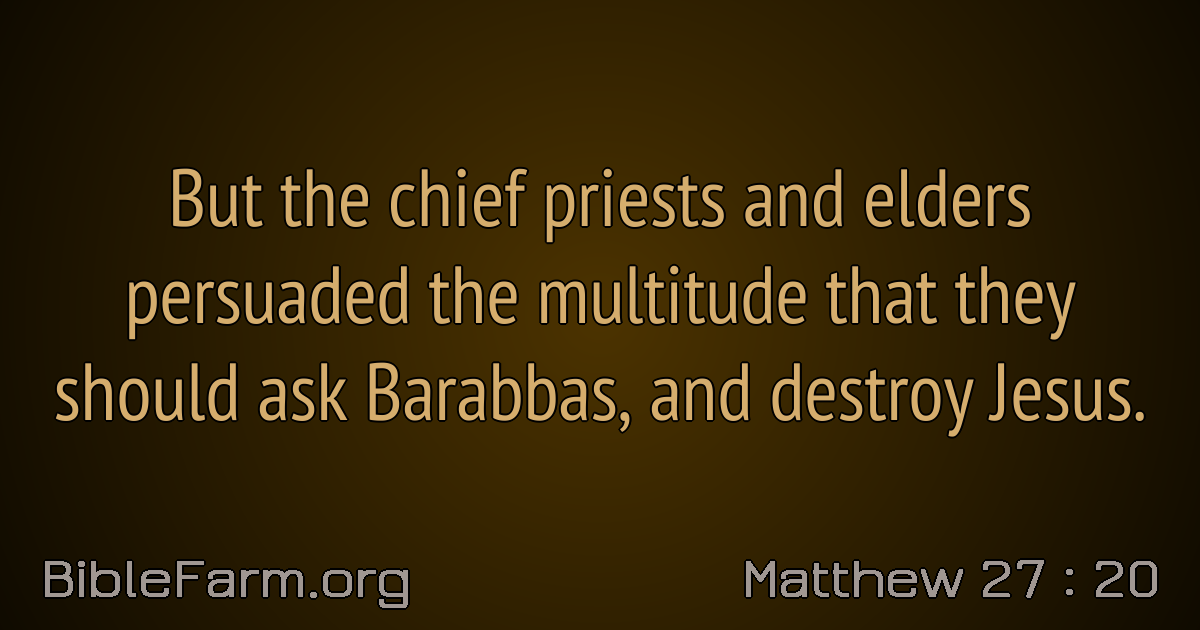 But the chief priests and elders
persuaded the multitude that they
should ask Barabbas, and destroy Jesus.
BibleFarm.org
Matthew 27 : 20